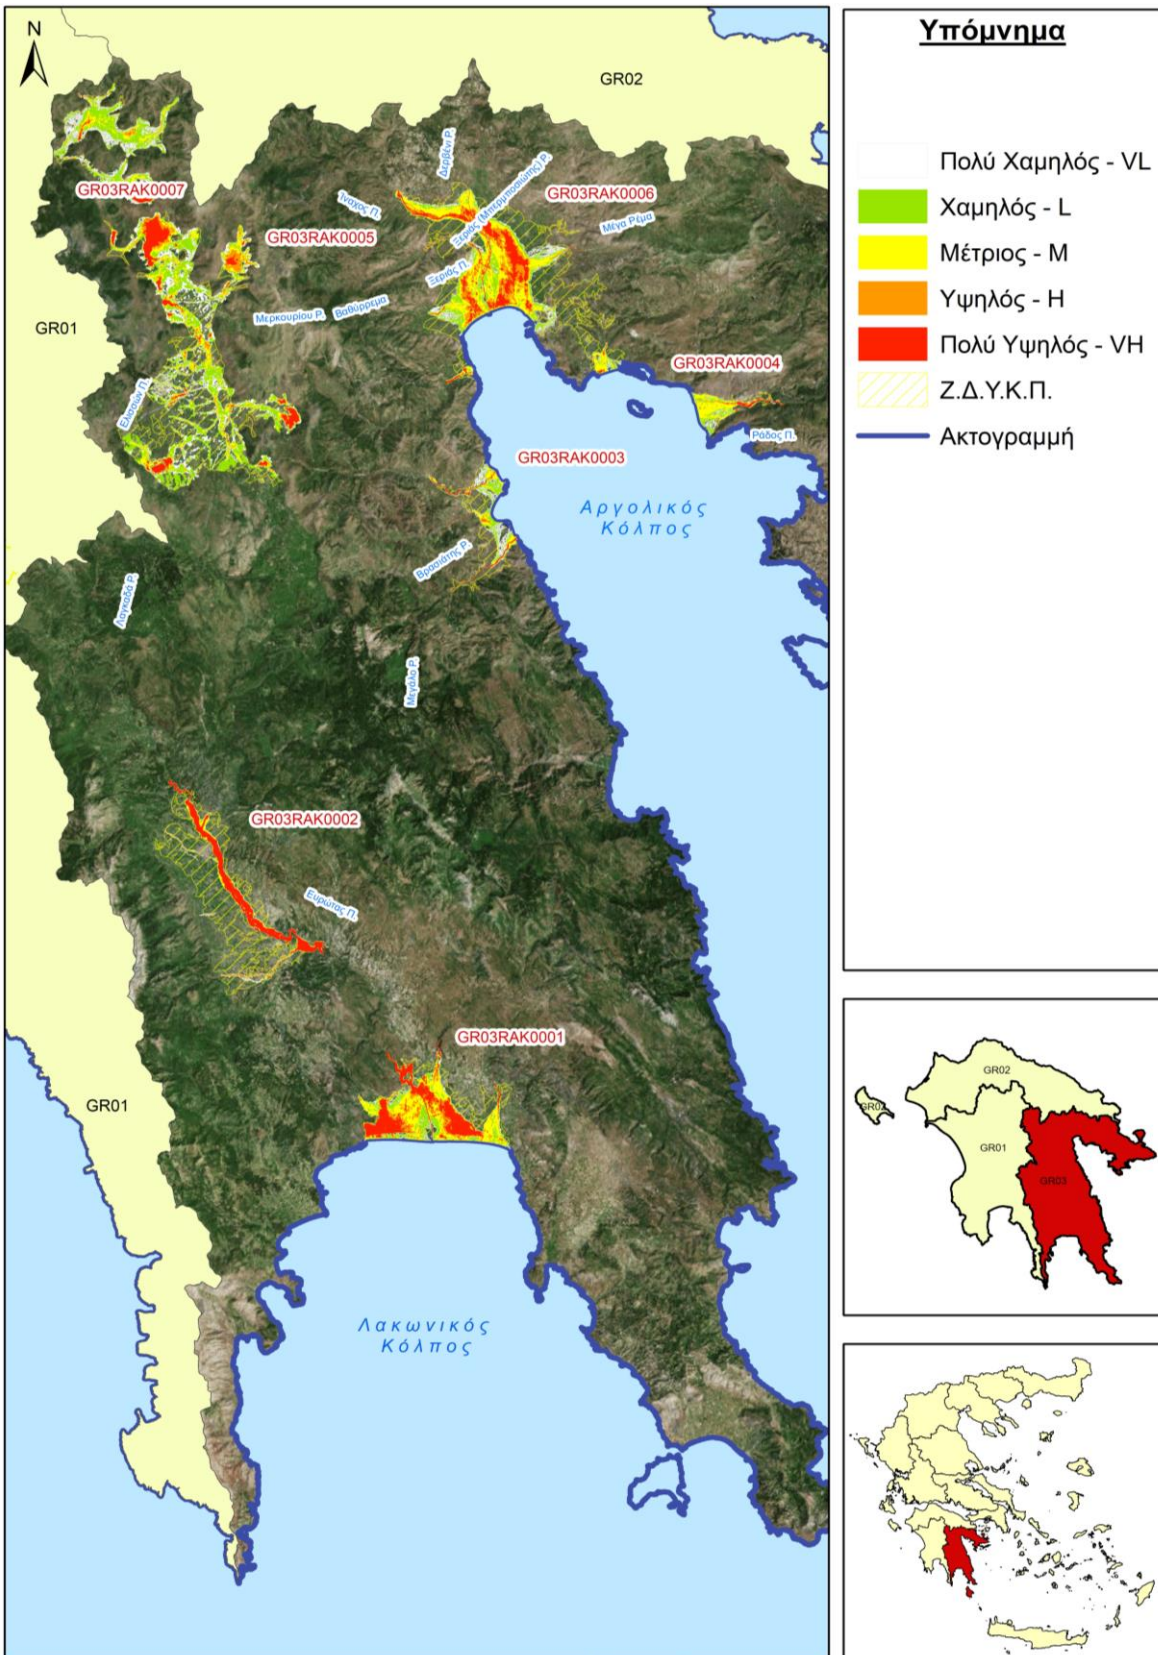 N
GR02
GR03RAK0007
Ίναχος Π.
Δερβένι Ρ.
Ξεριάς (Μπερμποσιώτης) Ρ.
GR03RAK0006
Μέγα Ρέμα
GR03RAK0005
Ξεριάς Π.
Μερκουρίου Ρ.
Βαθύρρεμα
GR01
GR03RAK0004
Ελισσών Π.
Ράδος Π.
GR03RAK0003
Αργολικός
Κόλπος
Βρασιάτης Ρ.
Λαγκαδά Ρ.
Μεγάλο Ρ.
GR03RAK0002
Ευρώτας Π.
GR03RAK0001
GR01
Λακωνικός
Κόλπος
Υπόμνημα
Πολύ Χαμηλός - VL
Χαμηλός - L
Μέτριος - M
Υψηλός - H
Πολύ Υψηλός - VH
Ζ.Δ.Υ.Κ.Π.
Ακτογραμμή
GR02
GR01
GR03